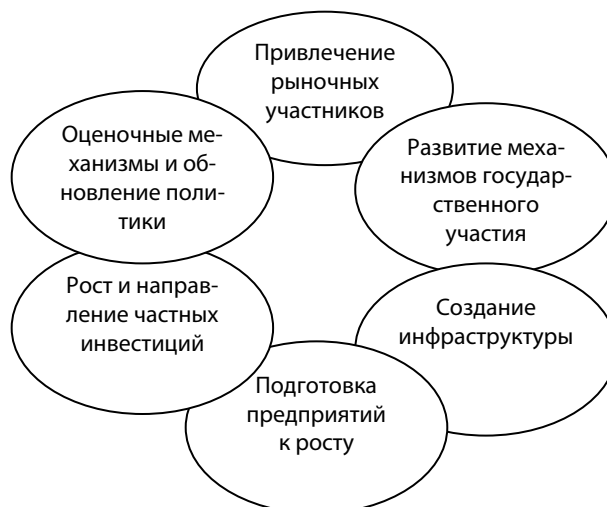 Привлечение
рыночных
участников
Развитие меха-
низмов государ-
ственного
участия
Создание
инфраструктуры
Подготовка
предприятий
к росту
Рост и направ-
ление частных
инвестиций
Оценочные ме-
ханизмы и об-
новление поли-
тики